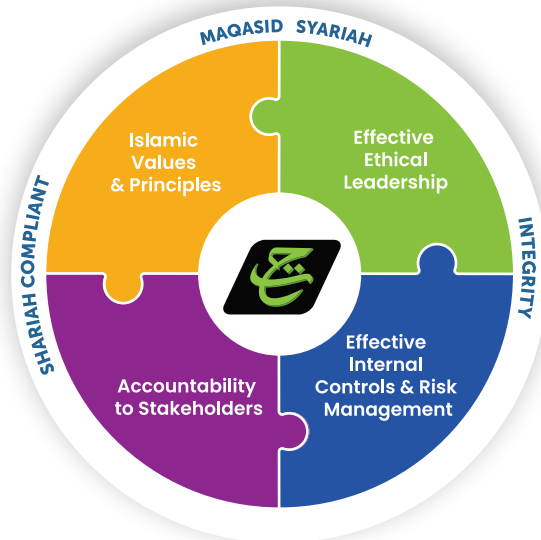 MAQASID SYARIAH
Islamic
Values
& Principles
Effective
Ethical
Leadership
SHARIAH COMPLIANT
INTEGRITY
Accountability
to Stakeholders
Effective
Internal
Controls & Risk
Management